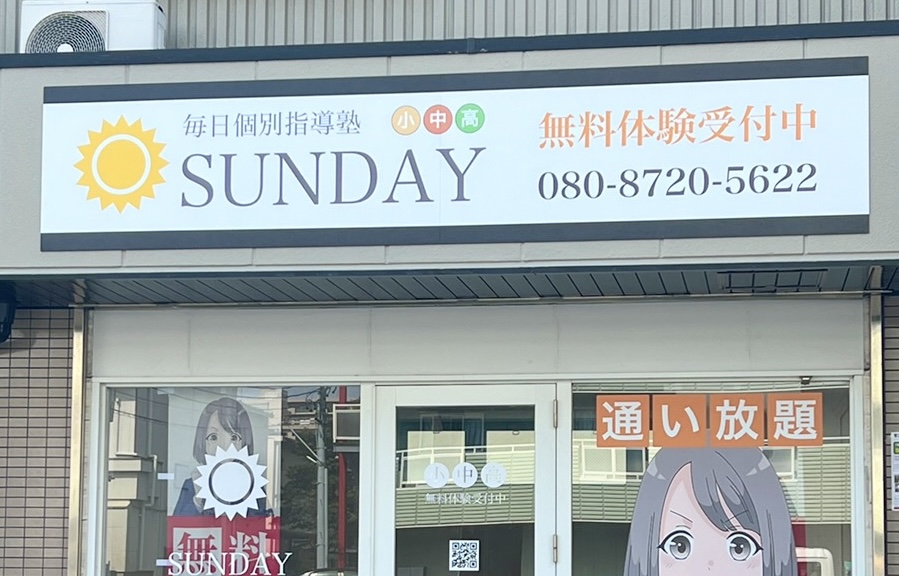 毎日個別指導塾 小中高
SUNDAY
無料体験受付中
080-8720-5622
無料
SUNDAY
小中高
無料体験受付中
通い放題